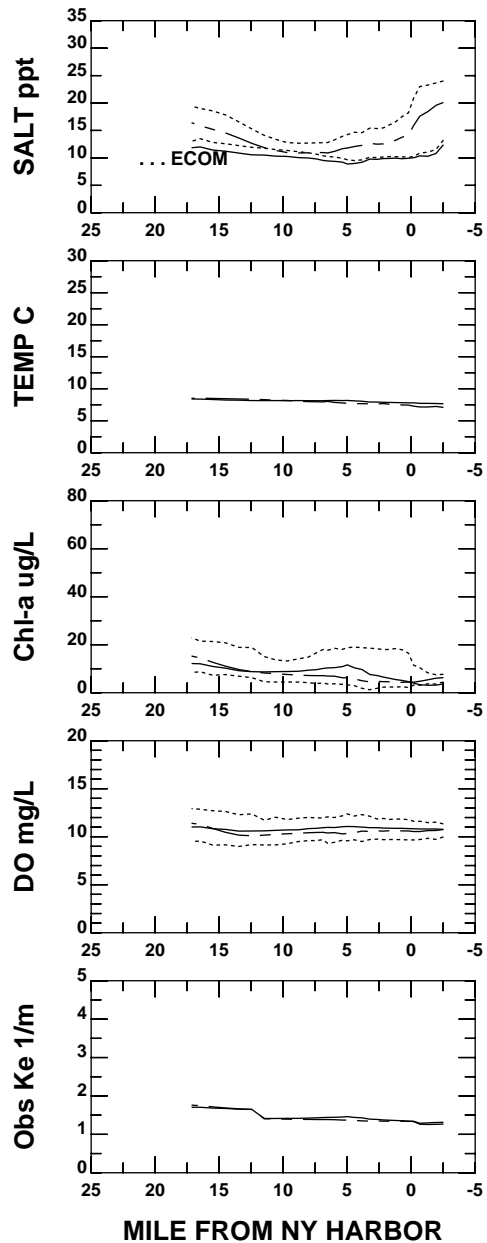 SALT ppt
35
30
25
20
15
10
5
0
. . . ECOM
25 20 15 10 5 0 -5
TEMP C
30
25
20
15
10
5
0
25 20 15 10 5 0 -5
Chl-a ug/L
80
60
40
20
0
25 20 15 10 5 0 -5
DO mg/L
20
15
10
5
0
25 20 15 10 5 0 -5
Obs Ke 1/m
5
4
3
2
1
0
25 20 15 10 5 0 -5
MILE FROM NY HARBOR